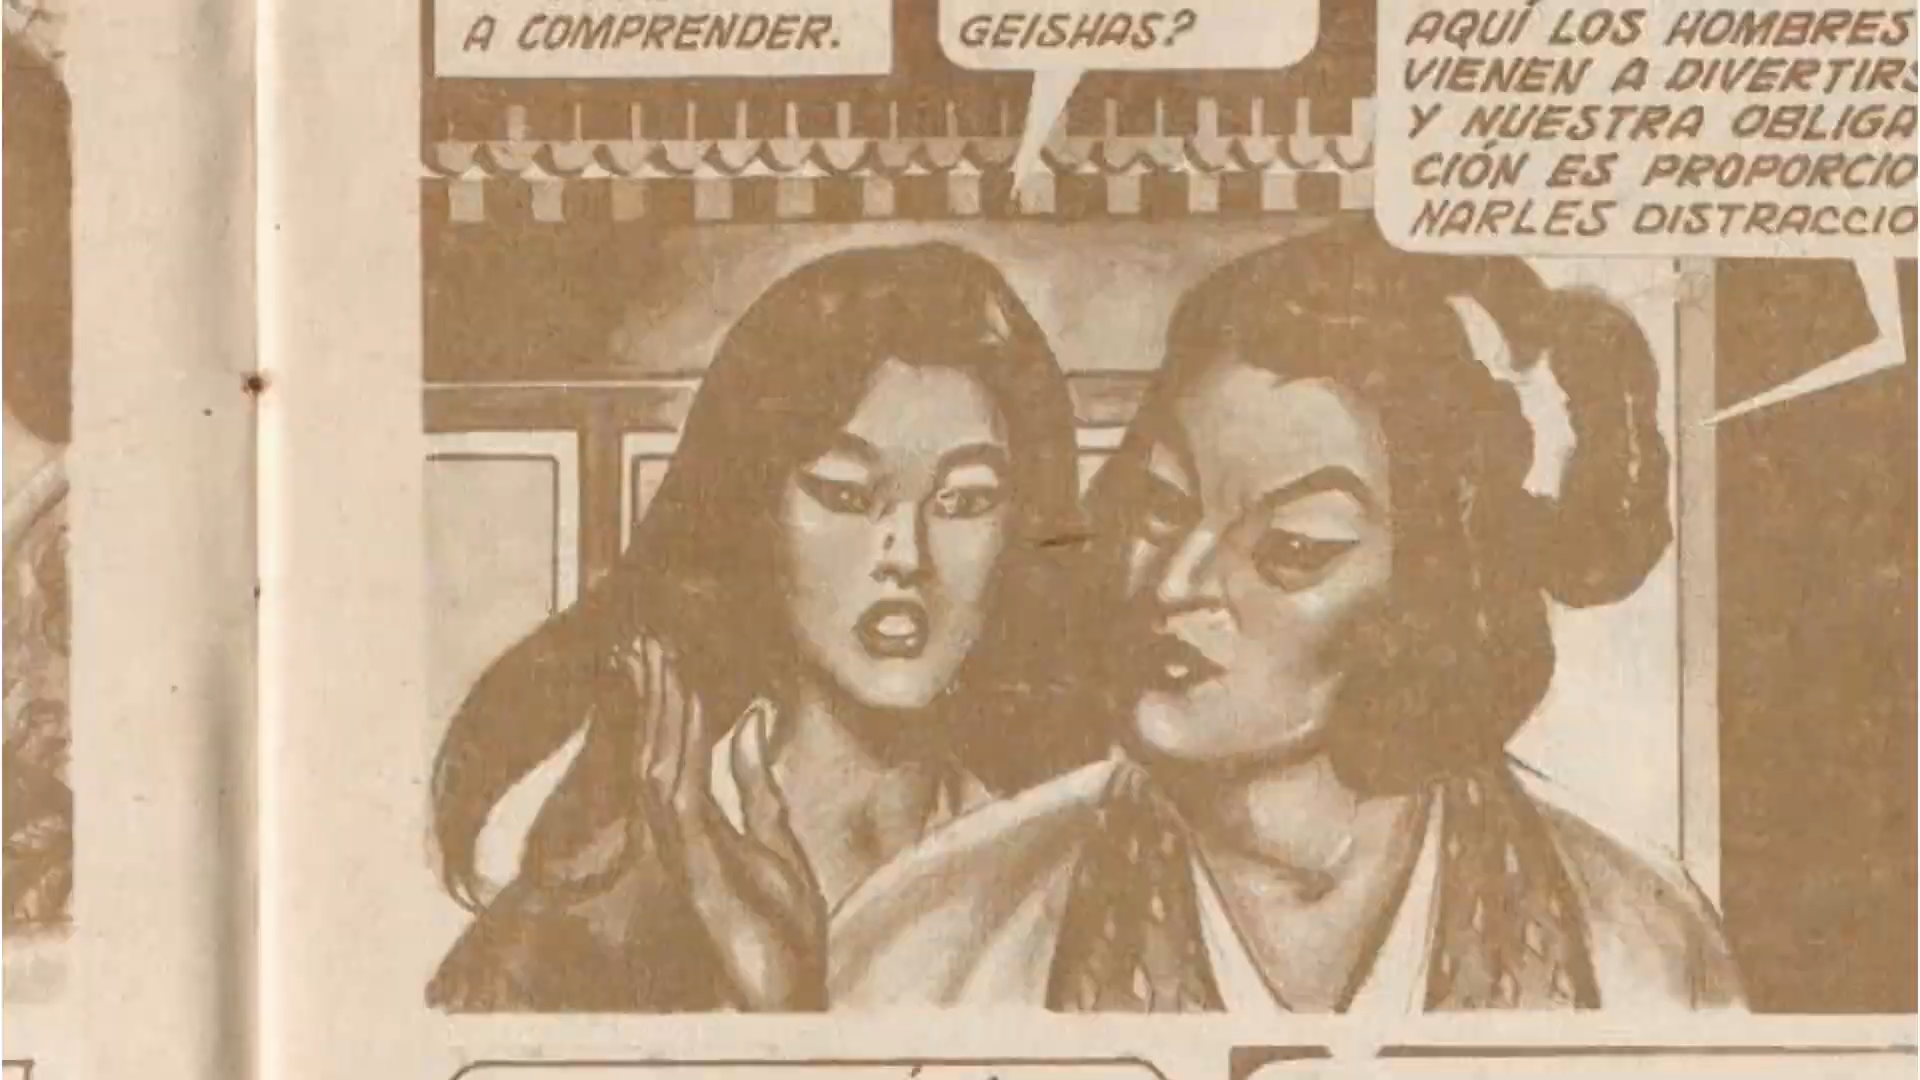 A COMPRENDER.
GEISHAS?
AQUÍ LOS HOMBRES
VIENEN A DIVERTIRS
Y NUESTRA OBLIGA
CIÓN ES PROPORCIO
NARLES DISTRACCIO